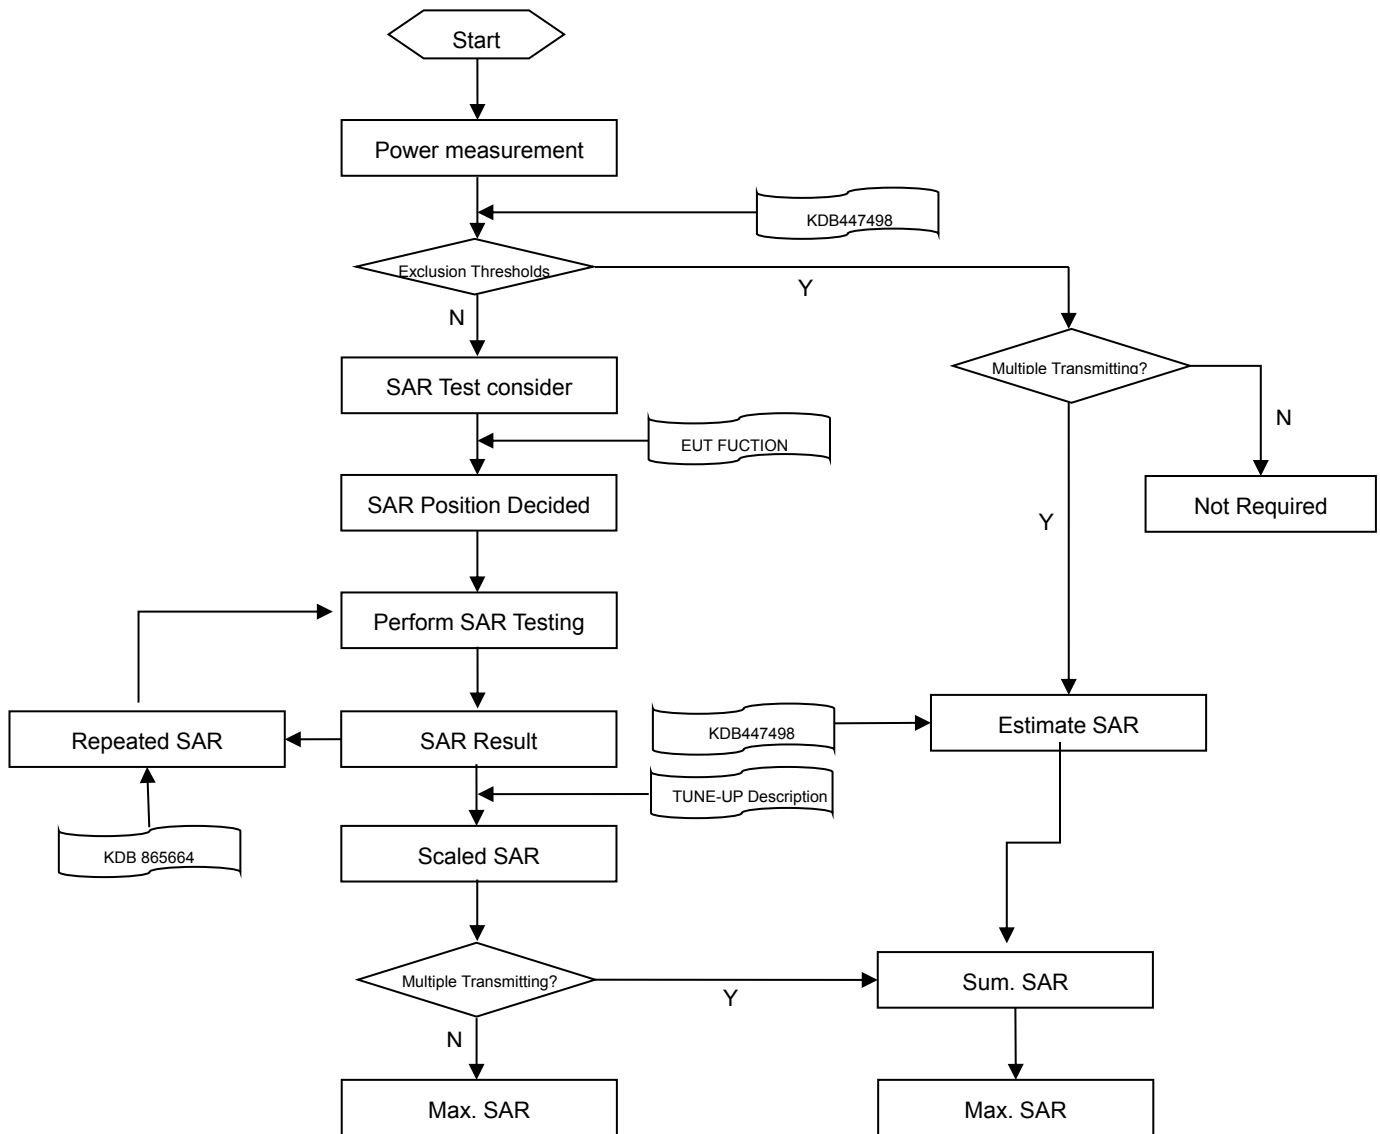 Start
Power measurement
KDB447498
Exclusion Thresholds
Y
N
Multiple Transmitting?
SAR Test consider
N
EUT FUCTION
SAR Position Decided
Not Required
Y
Perform SAR Testing
Repeated SAR
SAR Result
KDB447498
Estimate SAR
TUNE-UP Description
KDB 865664
Scaled SAR
Multiple Transmitting?
Y
Sum. SAR
N
Max. SAR
Max. SAR